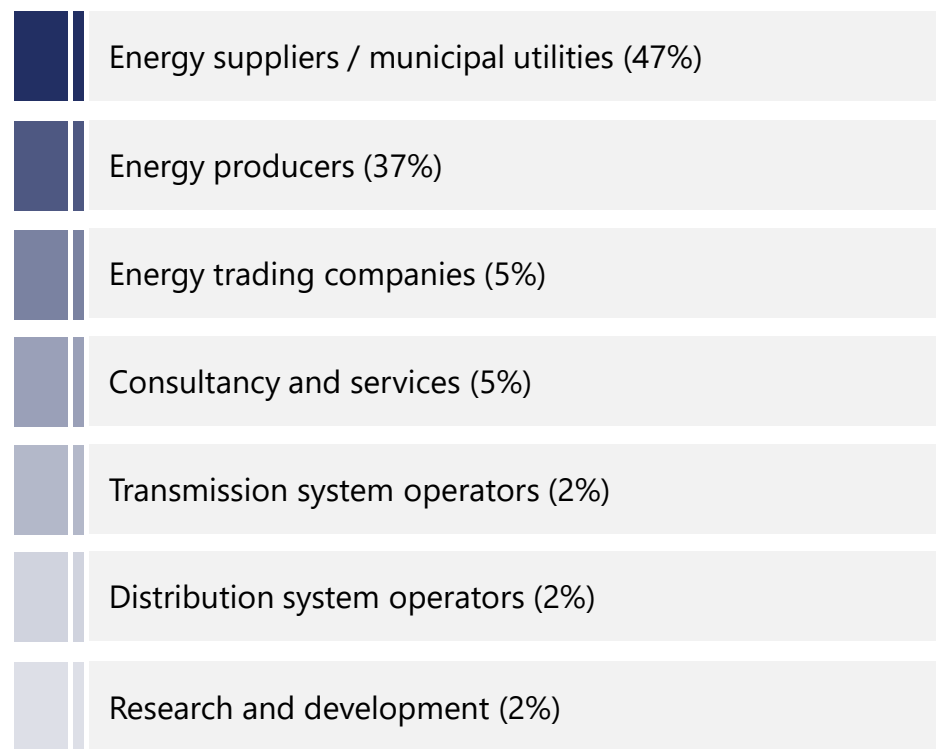 Energy suppliers / municipal utilities (47%)
Energy producers (37%)
Energy trading companies (5%)
Consultancy and services (5%)
Transmission system operators (2%)
Distribution system operators (2%)
Research and development (2%)